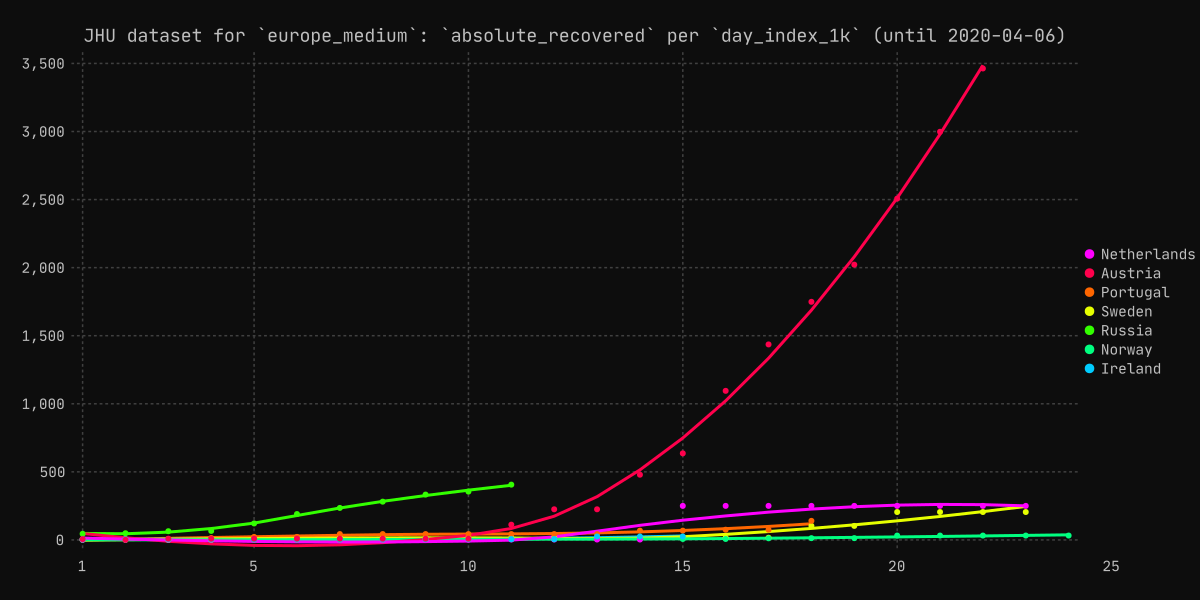 JHU dataset for `europe_medium`: `absolute_recovered` per `day_index_1k` (until 2020-04-06)
3,500
3,000
2,500
2,000
1,500
1,000
500
0
1 5 10 15 20 25
Netherlands
Austria
Portugal
Sweden
Russia
Norway
Ireland